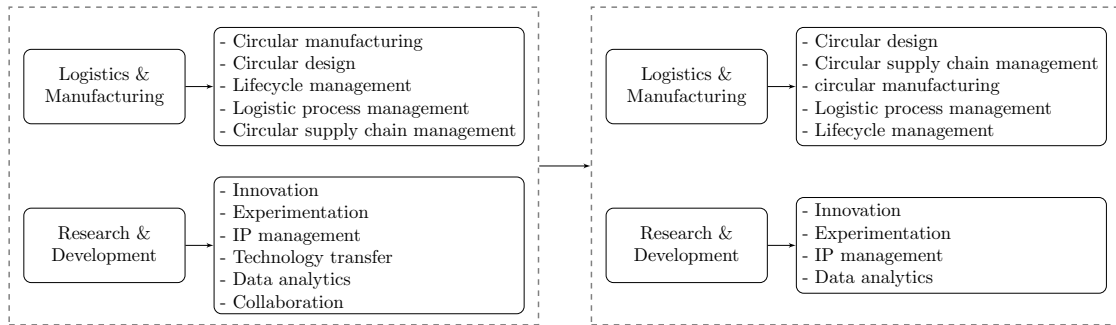 Logistics &
Manufacturing
- Circular manufacturing
- Circular design
- Lifecycle management
- Logistic process management
- Circular supply chain management
Research &
Development
- Innovation
- Experimentation
- IP management
- Technology transfer
- Data analytics
- Collaboration
Logistics &
Manufacturing
- Circular design
- Circular supply chain management
- circular manufacturing
- Logistic process management
- Lifecycle management
Research &
Development
- Innovation
- Experimentation
- IP management
- Data analytics